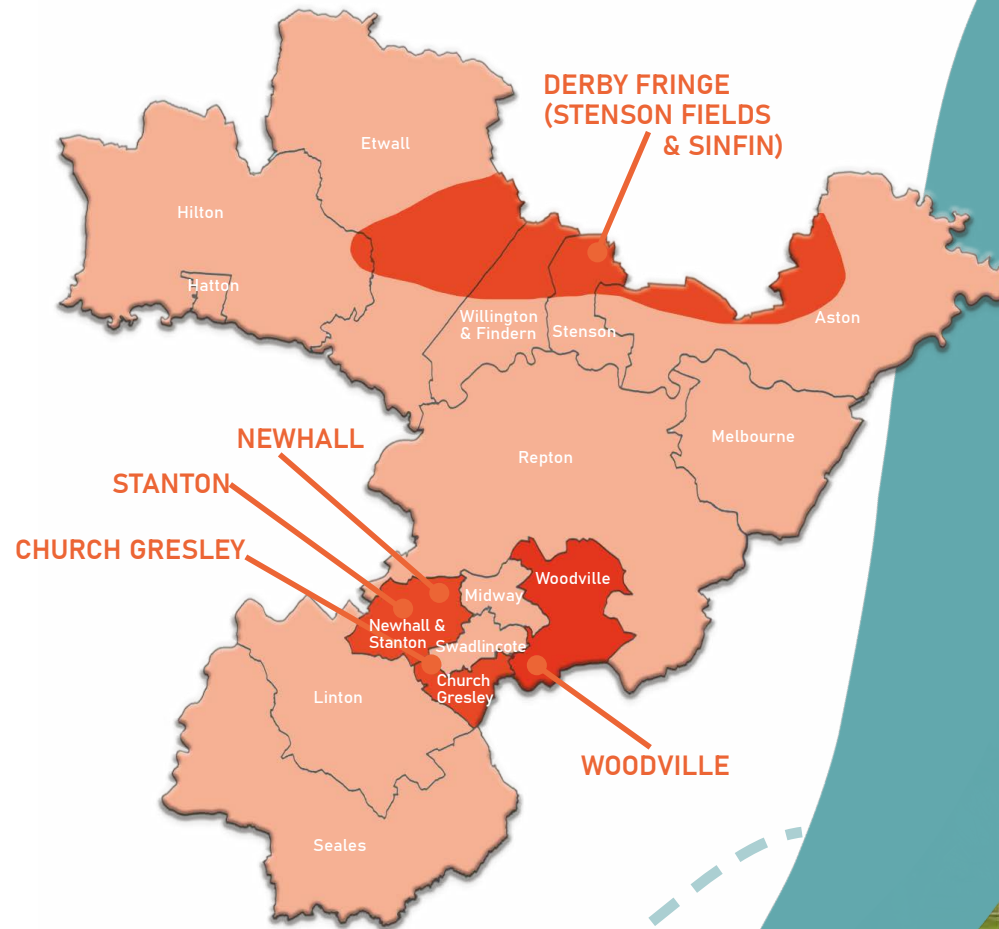 DERBY FRINGE
(STENSON FIELDS
& SINFIN)
Etwall
Hilton
Hatton
Willington
& Findern
Stenson
Aston
Melbourne
NEWHALL
Repton
STANTON
CHURCH GRESLEY
Woodville
Midway
Newhall &
Stanton
Swadlincote
Church
Gresley
Linton
WOODVILLE
Seales